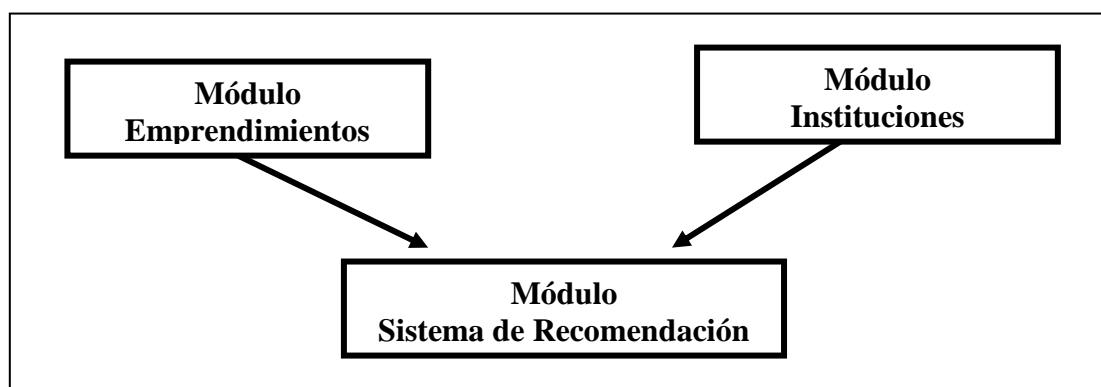 Módulo
Emprendimientos
Módulo
Instituciones
Módulo
Sistema de Recomendación